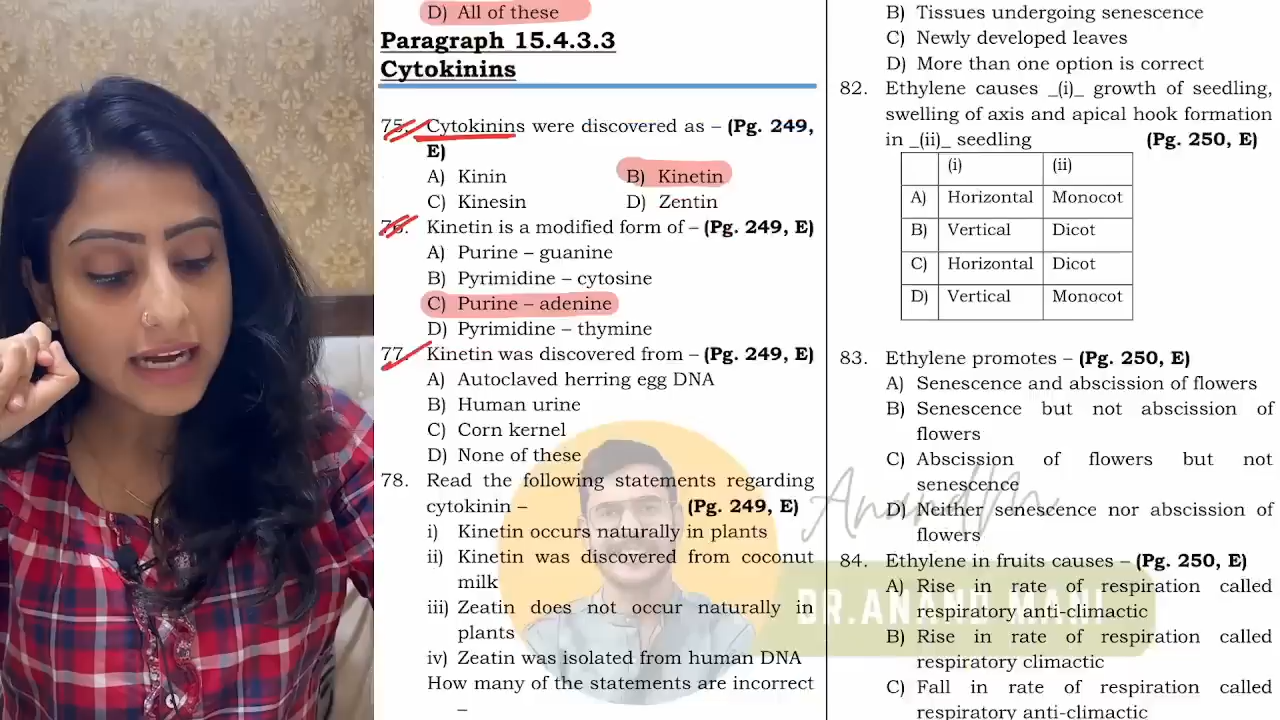 D) All of these
Paragraph 15.4.3.3
Cytokinins
75. Cytokinins were discovered as – (Pg. 249,
E)
A) Kinin B) Kinetin
C) Kinesin D) Zentin
76. Kinetin is a modified form of – (Pg. 249, E)
A) Purine – guanine
B) Pyrimidine – cytosine
C) Purine – adenine
D) Pyrimidine – thymine
77. Kinetin was discovered from – (Pg. 249, E)
A) Autoclaved herring egg DNA
B) Human urine
C) Corn kernel
D) None of these
78. Read the following statements regarding
cytokinin – (Pg. 249, E)
i) Kinetin occurs naturally in plants
ii) Kinetin was discovered from coconut
milk
iii) Zeatin does not occur naturally in
plants
iv) Zeatin was isolated from human DNA
How many of the statements are incorrect
–
B) Tissues undergoing senescence
C) Newly developed leaves
D) More than one option is correct
82. Ethylene causes _(i)_ growth of seedling,
swelling of axis and apical hook formation
in _(ii)_ seedling (Pg. 250, E)
(i) (ii)
A) Horizontal Monocot
B) Vertical Dicot
C) Horizontal Dicot
D) Vertical Monocot
83. Ethylene promotes – (Pg. 250, E)
A) Senescence and abscission of flowers
B) Senescence but not abscission of
flowers
C) Abscission of flowers but not
senescence
D) Neither senescence nor abscission of
flowers
84. Ethylene in fruits causes – (Pg. 250, E)
A) Rise in rate of respiration called
respiratory anti-climactic
B) Rise in rate of respiration called
respiratory climactic
C) Fall in rate of respiration called
respiratory anti-climactic
DR.ANAND MANI